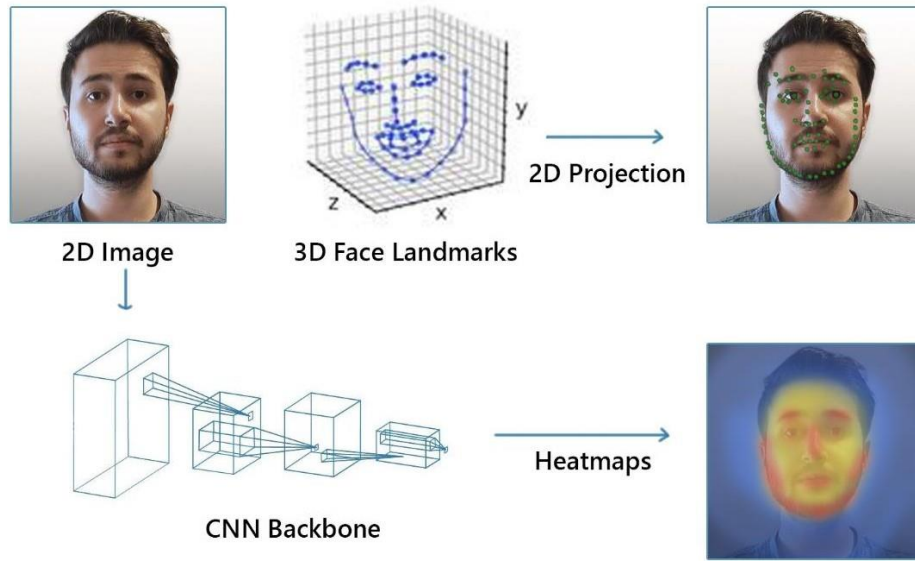 y
2D Projection
z
x
2D Image
3D Face Landmarks
Heatmaps
CNN Backbone